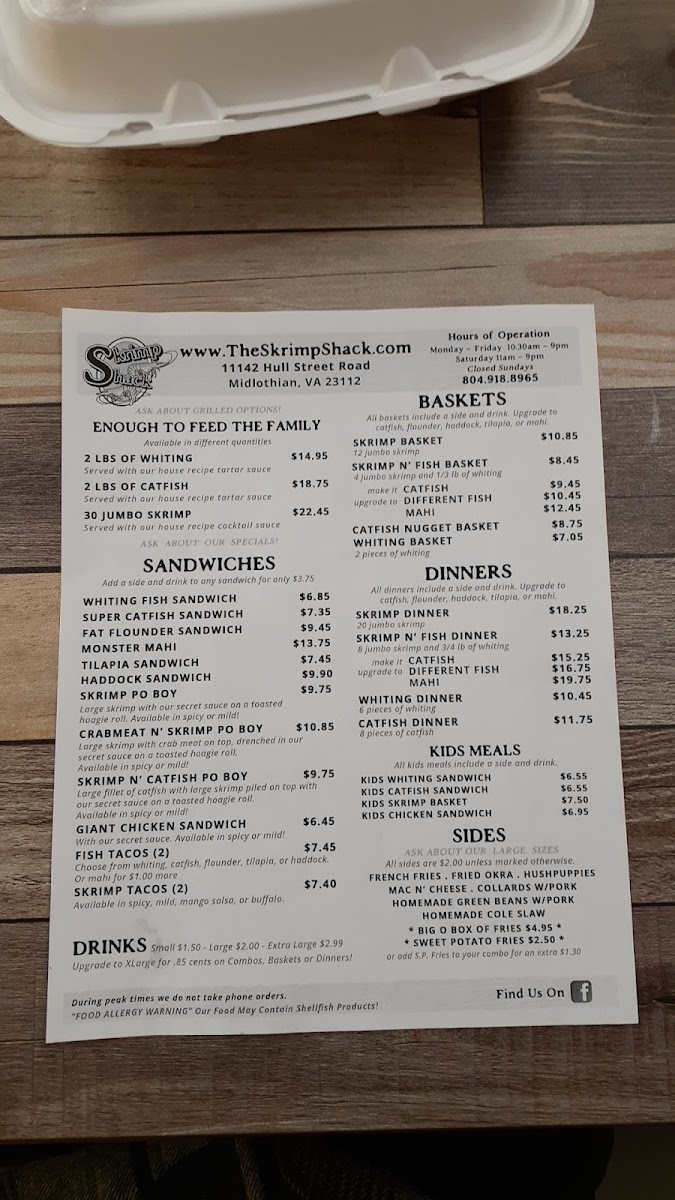 Skrimp Shack
www.TheSkrimpShack.com
11142 Hull Street Road
Midlothian, VA 23112
Hours of Operation
Monday - Friday 10:30am - 9pm
Saturday 11am - 9pm
Closed Sundays
804.918.8965
ASK ABOUT GRILLED OPTIONS!
ENOUGH TO FEED THE FAMILY
Available in different quantities
2 LBS OF WHITING $14.95
Served with our house recipe tartar sauce
2 LBS OF CATFISH $18.75
Served with our house recipe tartar sauce
30 JUMBO SKRIMP $22.45
Served with our house recipe cocktail sauce
ASK ABOUT OUR SPECIALS!
SANDWICHES
Add a side and drink to any sandwich for only $3.75
WHITING FISH SANDWICH $6.85
SUPER CATFISH SANDWICH $7.35
FAT FLOUNDER SANDWICH $9.45
MONSTER MAHI $13.75
TILAPIA SANDWICH $7.45
HADDOCK SANDWICH $9.90
SKRIMP PO BOY $9.75
Large skrimp with our secret sauce on a toasted
hoagie roll. Available in spicy or mild!
CRABMEAT N' SKRIMP PO BOY $10.85
Large skrimp with crab meat on top, drenched in our
secret sauce on a toasted hoagie roll.
Available in spicy or mild!
SKRIMP N' CATFISH PO BOY $9.75
Large fillet of catfish with large skrimp piled on top with
our secret sauce on a toasted hoagie roll.
Available in spicy or mild!
GIANT CHICKEN SANDWICH $6.45
With our secret sauce. Available in spicy or mild!
FISH TACOS (2) $7.45
Choose from whiting, catfish, flounder, tilapia, or haddock.
Or mahi for $1.00 more
SKRIMP TACOS (2) $7.40
Available in spicy, mild, mango salsa, or buffalo.
DRINKS Small $1.50 - Large $2.00 - Extra Large $2.99
Upgrade to XLarge for .85 cents on Combos, Baskets or Dinners!
BASKETS
All baskets include a side and drink. Upgrade to
catfish, flounder, haddock, tilapia, or mahi.
SKRIMP BASKET $10.85
12 jumbo skrimp
SKRIMP N' FISH BASKET $8.45
4 jumbo skrimp and 1/3 lb of whiting
make it CATFISH $9.45
upgrade to DIFFERENT FISH $10.45
MAHI $12.45
CATFISH NUGGET BASKET $8.75
WHITING BASKET $7.05
2 pieces of whiting
DINNERS
All dinners include a side and drink. Upgrade to
catfish, flounder, haddock, tilapia, or mahi.
SKRIMP DINNER $18.25
20 jumbo skrimp
SKRIMP N' FISH DINNER $13.25
8 jumbo skrimp and 3/4 lb of whiting
make it CATFISH $15.25
upgrade to DIFFERENT FISH $16.75
MAHI $19.75
WHITING DINNER $10.45
6 pieces of whiting
CATFISH DINNER $11.75
8 pieces of catfish
KIDS MEALS
All kids meals include a side and drink.
KIDS WHITING SANDWICH $6.55
KIDS CATFISH SANDWICH $6.55
KIDS SKRIMP BASKET $7.50
KIDS CHICKEN SANDWICH $6.95
SIDES
ASK ABOUT OUR LARGE SIZES
All sides are $2.00 unless marked otherwise.
FRENCH FRIES . FRIED OKRA . HUSHPUPPIES
MAC N' CHEESE . COLLARDS W/PORK
HOMEMADE GREEN BEANS W/PORK
HOMEMADE COLE SLAW
* BIG O BOX OF FRIES $4.95 *
* SWEET POTATO FRIES $2.50 *
or add S.P. Fries to your combo for an extra $1.30
During peak times we do not take phone orders.
"FOOD ALLERGY WARNING" Our Food May Contain Shellfish Products!
Find Us On f